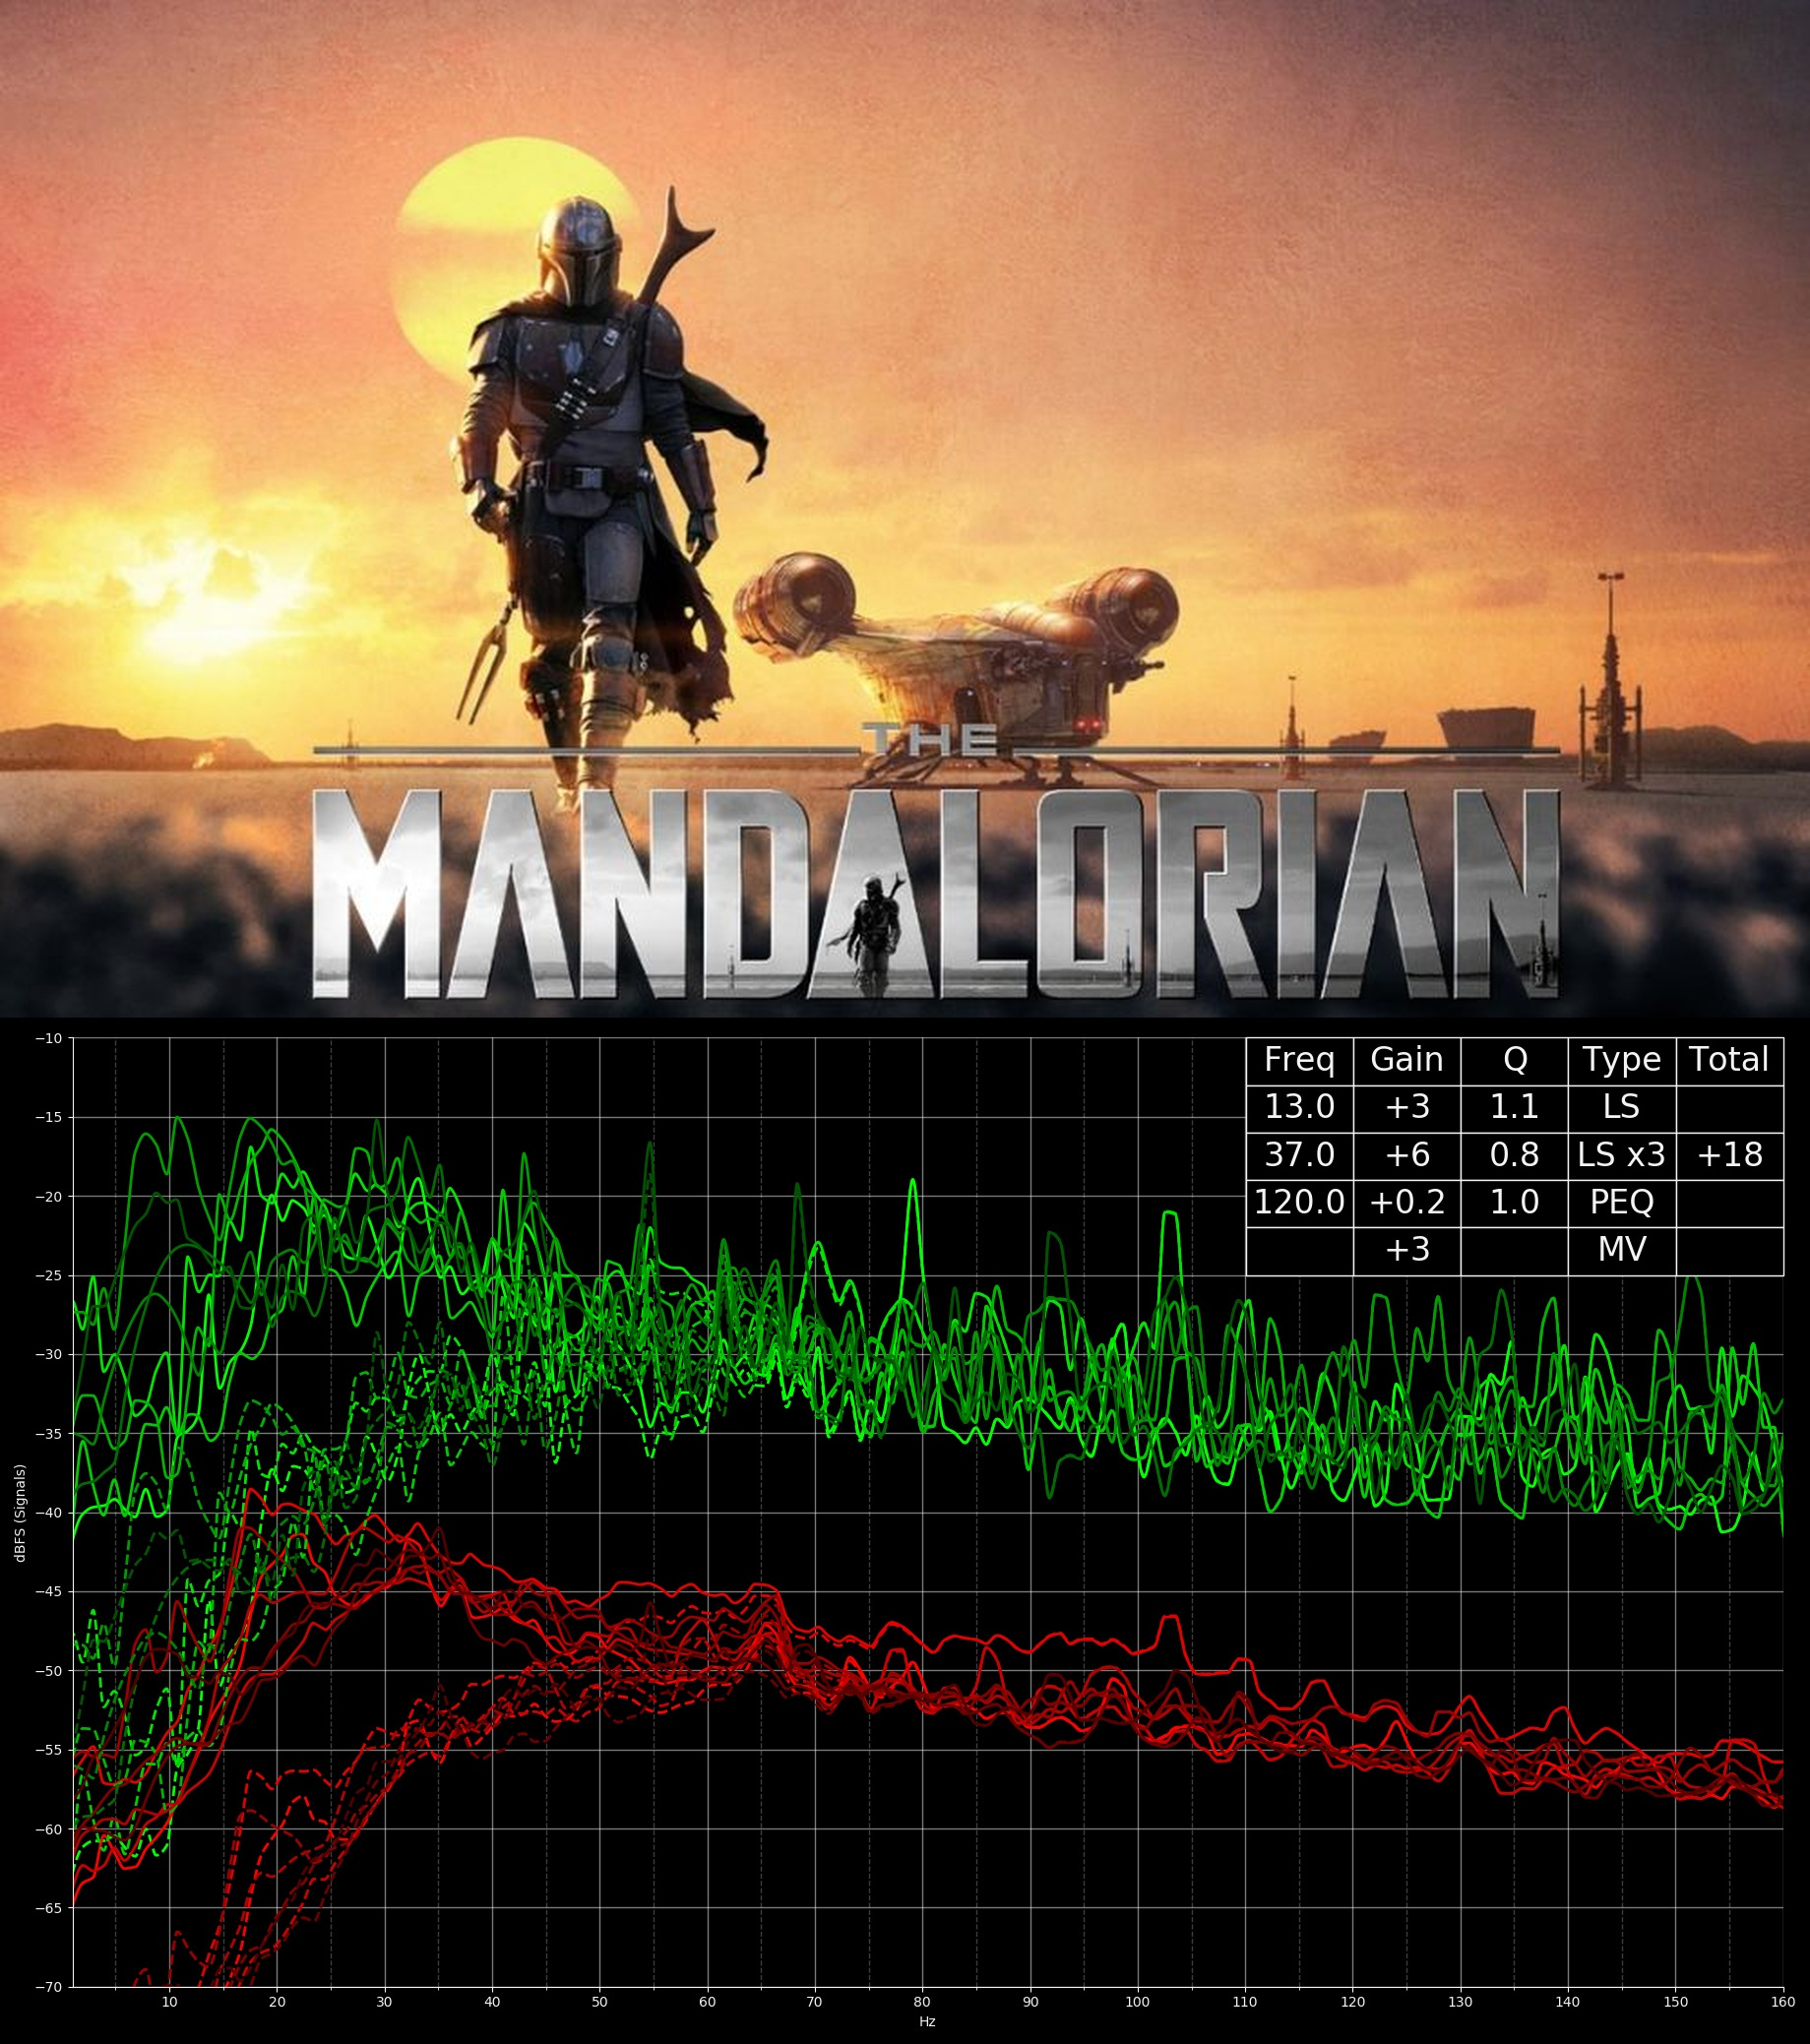 THE
MANDALORIAN
Freq Gain Q Type Total
13.0 +3 1.1 LS
37.0 +6 0.8 LS x3 +18
120.0 +0.2 1.0 PEQ
+3 MV
−10
−15
−20
−25
−30
−35
−40
−45
−50
−55
−60
−65
−70
dBFS (Signals)
10 20 30 40 50 60 70 80 90 100 110 120 130 140 150 160
Hz